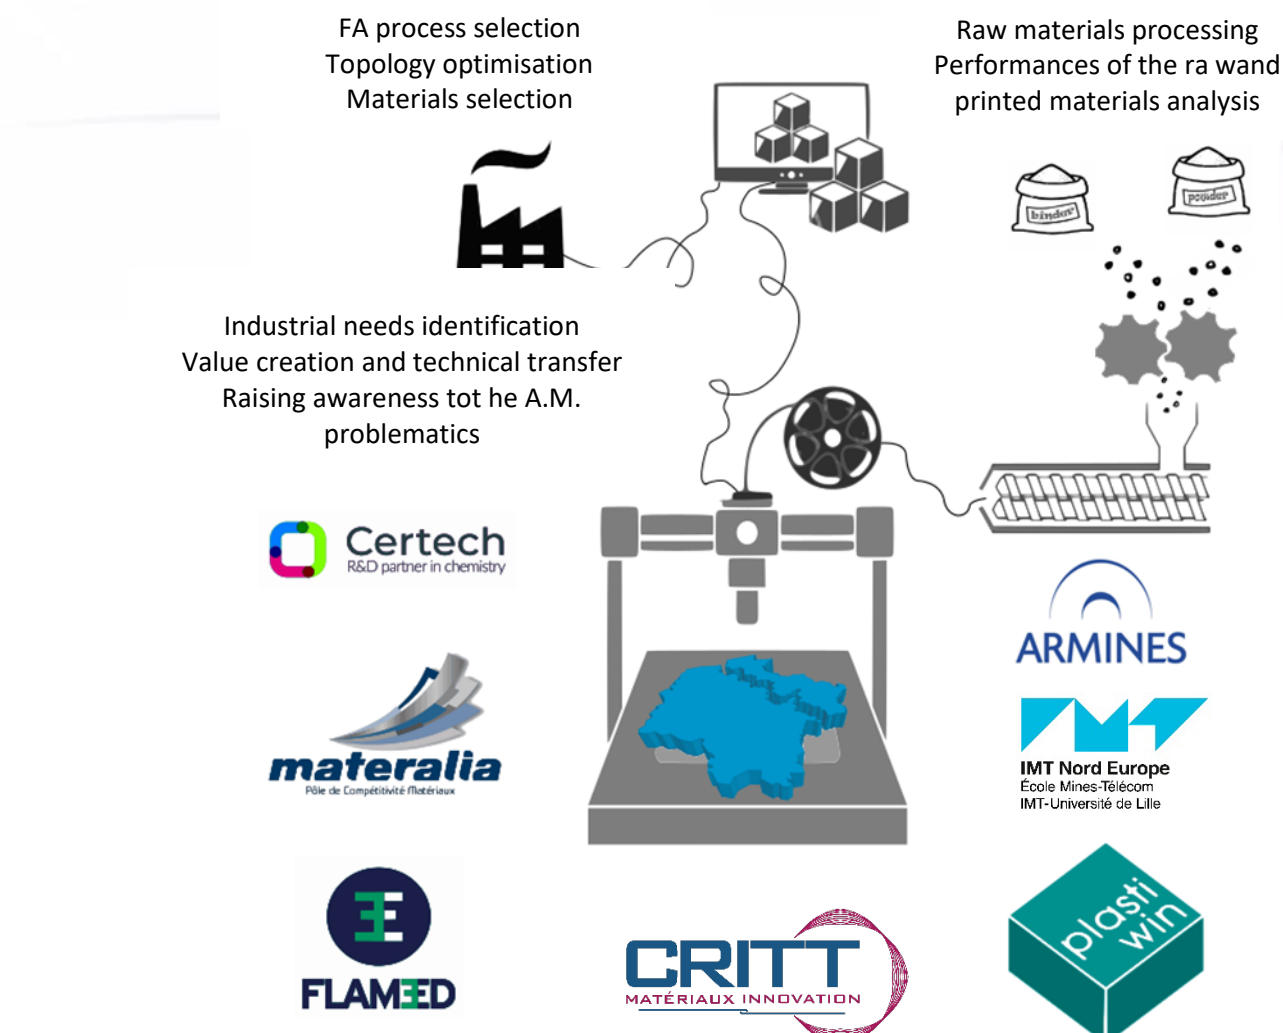 FA process selection
Topology optimisation
Materials selection
Raw materials processing
Performances of the ra wand
printed materials analysis
binder
powder
Industrial needs identification
Value creation and technical transfer
Raising awareness tot he A.M.
problematics
Certech
R&D partner in chemistry
ARMINES
materalia
Pôle de Compétitivité Matériaux
IMT Nord Europe
École Mines-Télécom
IMT-Université de Lille
FLAM3D
CRITT
MATÉRIAUX INNOVATION
plasti
win